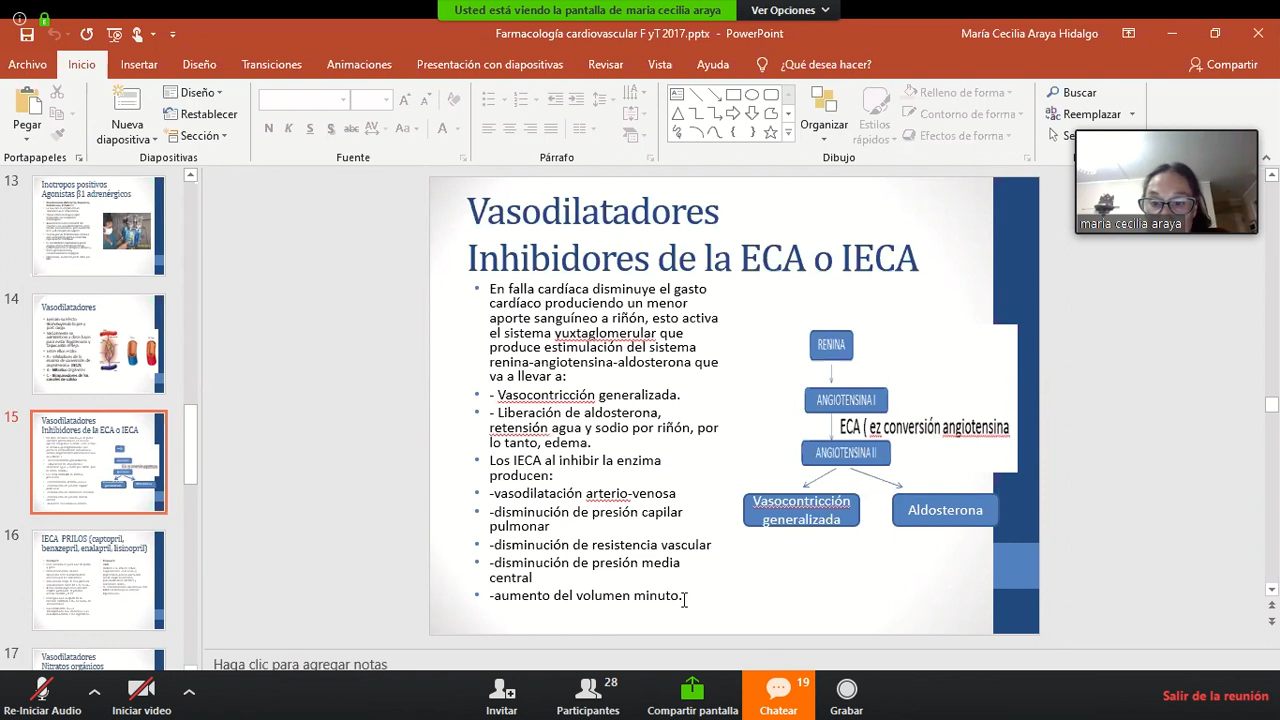 Usted está viendo la pantalla de maria cecilia araya
Ver Opciones
Farmacología cardiovascular F yT 2017.pptx - PowerPoint
María Cecilia Araya Hidalgo
Archivo
Inicio
Insertar
Diseño
Transiciones
Animaciones
Presentación con diapositivas
Revisar
Vista
Ayuda
¿Qué desea hacer?
Compartir
Pegar
Portapapeles
Nueva
diapositiva
Diseño
Restablecer
Sección
Diapositivas
N K S S abc AV Aa A
Fuente
Párrafo
Organizar
Estilos
rápidos
Relleno de forma
Contorno de forma
Efectos de forma
Dibujo
Buscar
Reemplazar
maria cecilia araya
13
Inotropos positivos
Agonistas β1 adrenérgicos
14
Vasodilatadores
15
Vasodilatadores
Inhibidores de la ECA o IECA
16
IECA PRILOS (captopril,
benazepril, enalapril, lisinopril)
17
Vasodilatadores
Nitratos orgánicos
Vasodilatadores
Inhibidores de la ECA o IECA
• En falla cardíaca disminuye el gasto
cardíaco produciendo un menor
aporte sanguíneo a riñón, esto activa
el sistema yuxtaglomerular que
produce estimulación del sistema
renina-angiotensina-aldosterona que
va a llevar a:
• - Vasocontricción generalizada.
• - Liberación de aldosterona,
retensión agua y sodio por riñón, por
lo tanto, edema.
• Los IECA al inhibir la enzima
producen:
• -vasodilatación arterio-venosa
• -disminución de presión capilar
pulmonar
• -disminución de resistencia vascular
• -disminución de presión media
central
• -aumento del volumen minuto.
RENINA
ANGIOTENSINA I
ECA ( ez conversión angiotensina
ANGIOTENSINA II
Vasocontricción
generalizada
Aldosterona
Haga clic para agregar notas
Re-Iniciar Audio
Iniciar video
Invitar
28
Participantes
Compartir pantalla
19
Chatear
Grabar
Salir de la reunión